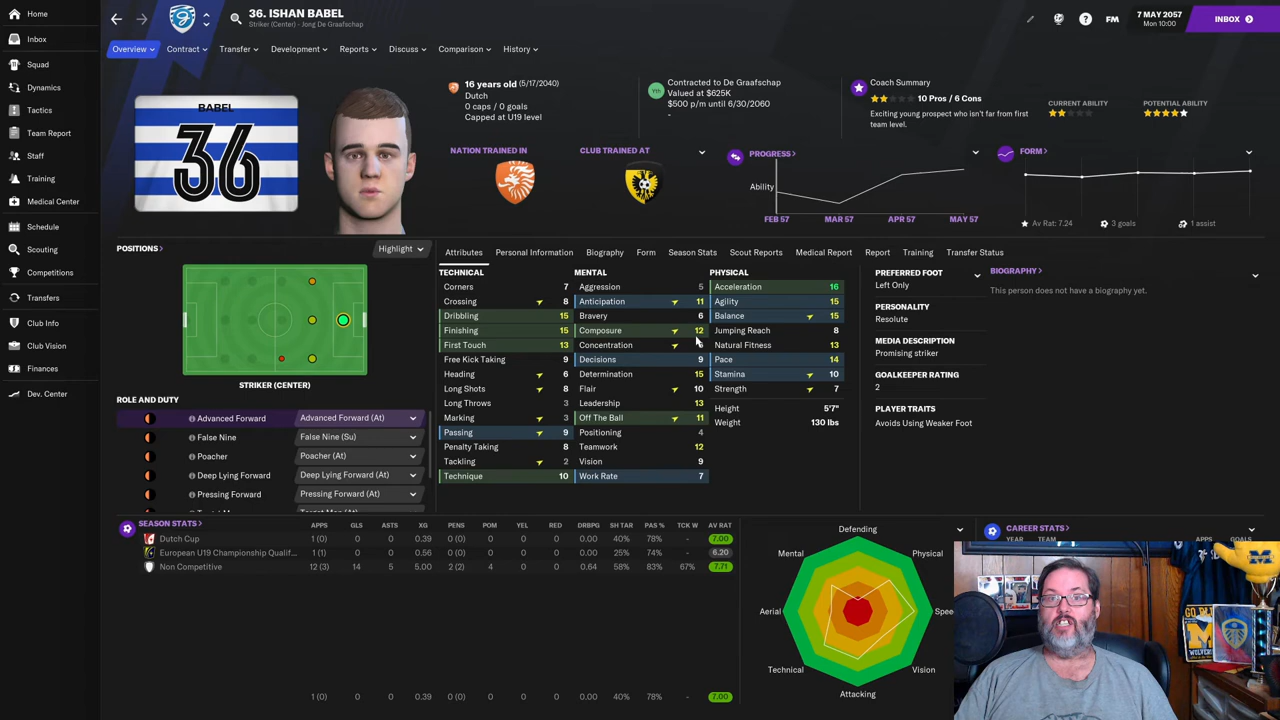 Home
36. ISHAN BABEL
Striker (Center) - Jong De Graafschap
7 MAY 2057
Mon 10:00
FM
INBOX
Inbox
Overview Contract Transfer Development Reports Discuss Comparison History
Squad
Dynamics
Tactics
Team Report
Staff
Training
Medical Center
Schedule
Scouting
Competitions
Transfers
Club Info
Club Vision
Finances
Dev. Center
BABEL
36
16 years old (5/17/2040)
Dutch
0 caps / 0 goals
Capped at U19 level
Yth
Contracted to De Graafschap
Valued at $625K
$500 p/m until 6/30/2060
-
Coach Summary
10 Pros / 6 Cons
Exciting young prospect who isn't far from first team level.
CURRENT ABILITY
POTENTIAL ABILITY
NATION TRAINED IN
CLUB TRAINED AT
PROGRESS
Ability
FEB 57 MAR 57 APR 57 MAY 57
FORM
Av Rat: 7.24 3 goals 1 assist
POSITIONS
Highlight
STRIKER (CENTER)
ROLE AND DUTY
Advanced Forward Advanced Forward (At)
False Nine False Nine (Su)
Poacher Poacher (At)
Deep Lying Forward Deep Lying Forward (At)
Pressing Forward Pressing Forward (At)
Attributes Personal Information Biography Form Season Stats Scout Reports Medical Report Report Training Transfer Status
TECHNICAL
Corners 7
Crossing 8
Dribbling 15
Finishing 15
First Touch 13
Free Kick Taking 9
Heading 6
Long Shots 8
Long Throws 3
Marking 3
Passing 9
Penalty Taking 8
Tackling 2
Technique 10
MENTAL
Aggression 5
Anticipation 11
Bravery 6
Composure 12
Concentration
Decisions 9
Determination 15
Flair 10
Leadership 13
Off The Ball 11
Positioning 4
Teamwork 12
Vision 9
Work Rate 7
PHYSICAL
Acceleration 16
Agility 15
Balance 15
Jumping Reach 8
Natural Fitness 13
Pace 14
Stamina 10
Strength 7
Height 5'7"
Weight 130 lbs
PREFERRED FOOT
Left Only
PERSONALITY
Resolute
MEDIA DESCRIPTION
Promising striker
GOALKEEPER RATING
2
PLAYER TRAITS
Avoids Using Weaker Foot
BIOGRAPHY
This person does not have a biography yet.
SEASON STATS APPS GLS ASTS XG PENS POM YEL RED DRBPG SH TAR PAS % TCK W AV RAT
Dutch Cup 1 (0) 0 0 0.39 0 (0) 0 0 0 0.00 40% 78% - 7.00
European U19 Championship Qualif... 1 (1) 0 0 0.56 0 (0) 0 0 0 0.00 25% 74% - 6.20
Non Competitive 12 (3) 14 5 5.00 2 (2) 4 0 0 0.64 58% 83% 67% 7.71
1 (0) 0 0 0.39 0 (0) 0 0 0 0.00 40% 78% - 7.00
Defending
Physical
Vision
Attacking
Technical
Aerial
Mental
CAREER STATS
YEAR TEAM APPS GOALS
M